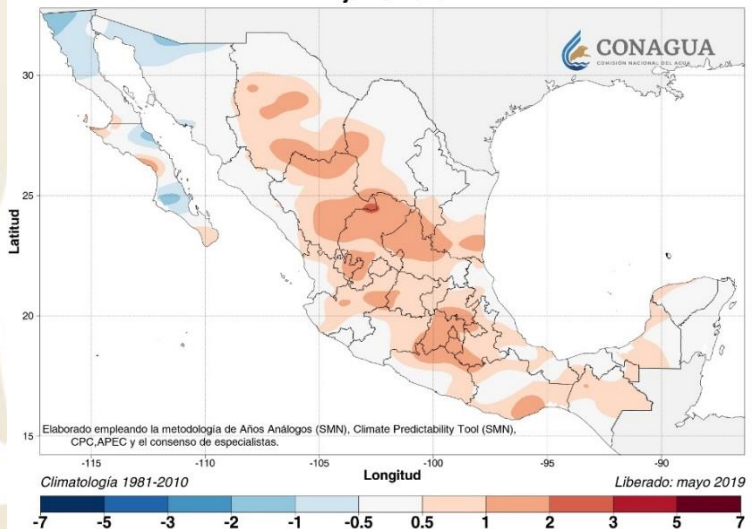 CONAGUA
COMISIÓN NACIONAL DEL AGUA
30
25
20
15
Latitud
Elaborado empleando la metodología de Años Análogos (SMN), Climate Predictability Tool (SMN),
CPC,APEC y el consenso de especialistas.
-115 -110 -105 -100 -95 -90
Longitud
Climatología 1981-2010 Liberado: mayo 2019
-7 -5 -3 -2 -1 -0.5 0.5 1 2 3 5 7